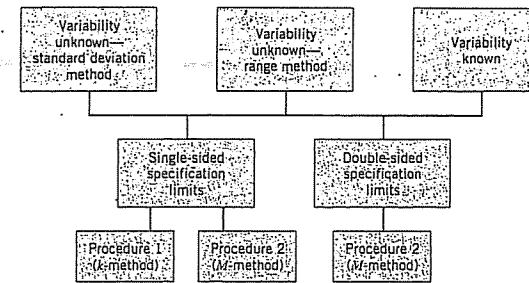 Variability
unknown—
standard deviation
method
Variability
unknown—
range method
Variability
known
Single-sided
specification
limits
Double-sided
specification
limits
Procedure 1
(k-method)
Procedure 2
(M-method)
Procedure 2
(M-method)